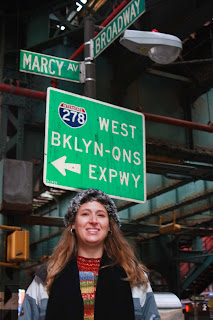 MARCY AV
BROADWAY
INTERSTATE
278
WEST
BKLYN-QNS
EXPWY